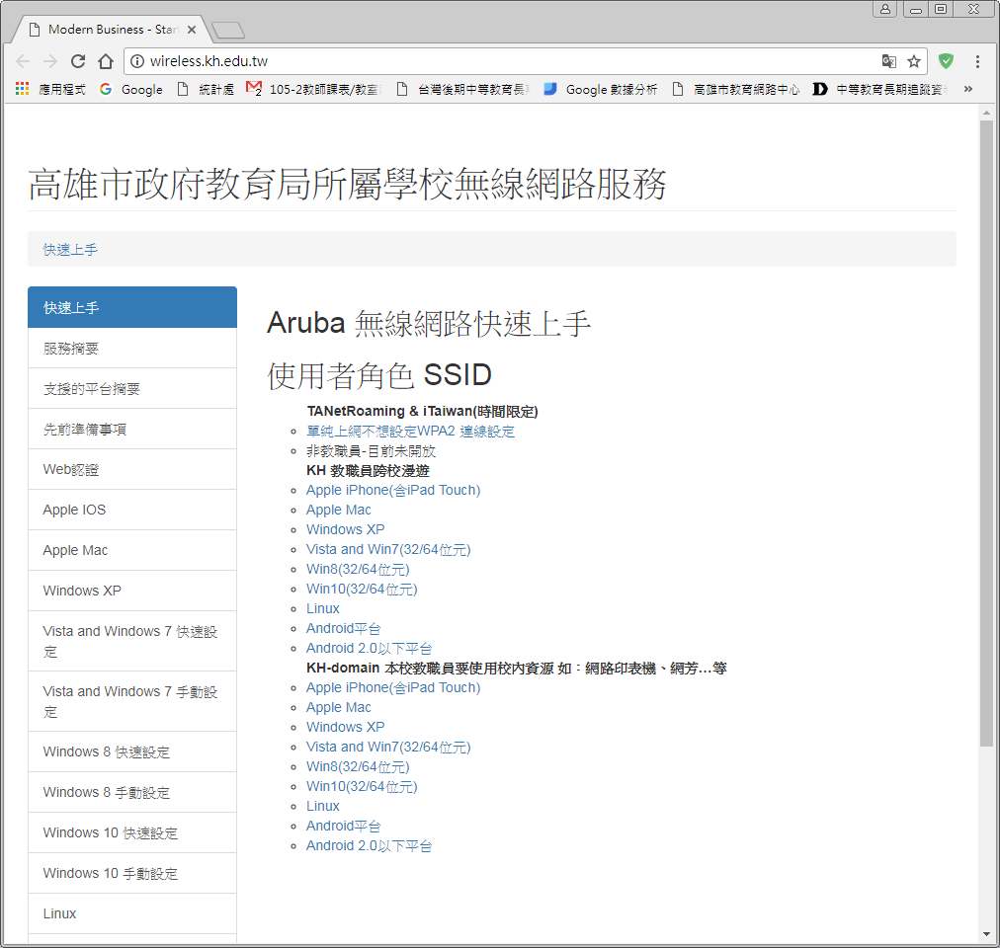 Modern Business - Star
wireless.kh.edu.tw
應用程式 Google 統計處 105-2教師課表/教室 台灣後期中等教育長 Google 數據分析 高雄市教育網路中心 中等教育長期追蹤資 »
高雄市政府教育局所屬學校無線網路服務
快速上手
快速上手
服務摘要
支援的平台摘要
先前準備事項
Web認證
Apple IOS
Apple Mac
Windows XP
Vista and Windows 7 快速設
定
Vista and Windows 7 手動設
定
Windows 8 快速設定
Windows 8 手動設定
Windows 10 快速設定
Windows 10 手動設定
Linux
Aruba 無線網路快速上手
使用者角色 SSID
TANetRoaming & iTaiwan(時間限定)
單純上網不想設定WPA2 連線設定
非教職員-目前未開放
KH 教職員跨校漫遊
Apple iPhone(含iPad Touch)
Apple Mac
Windows XP
Vista and Win7(32/64位元)
Win8(32/64位元)
Win10(32/64位元)
Linux
Android平台
Android 2.0以下平台
KH-domain 本校教職員要使用校內資源 如：網路印表機、網芳…等
Apple iPhone(含iPad Touch)
Apple Mac
Windows XP
Vista and Win7(32/64位元)
Win8(32/64位元)
Win10(32/64位元)
Linux
Android平台
Android 2.0以下平台